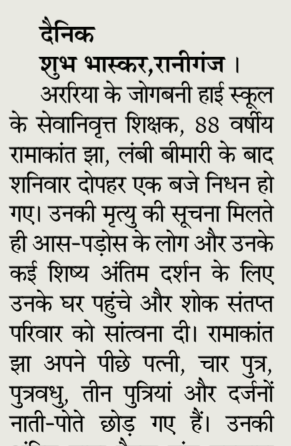 दैनिक
शुभ भास्कर,रानीगंज ।
अररिया के जोगबनी हाई स्कूल
के सेवानिवृत्त शिक्षक, 88 वर्षीय
रामाकांत झा, लंबी बीमारी के बाद
शनिवार दोपहर एक बजे निधन हो
गए। उनकी मृत्यु की सूचना मिलते
ही आस-पड़ोस के लोग और उनके
कई शिष्य अंतिम दर्शन के लिए
उनके घर पहुंचे और शोक संतप्त
परिवार को सांत्वना दी। रामाकांत
झा अपने पीछे पत्नी, चार पुत्र,
पुत्रवधु, तीन पुत्रियां और दर्जनों
नाती-पोते छोड़ गए हैं। उनकी